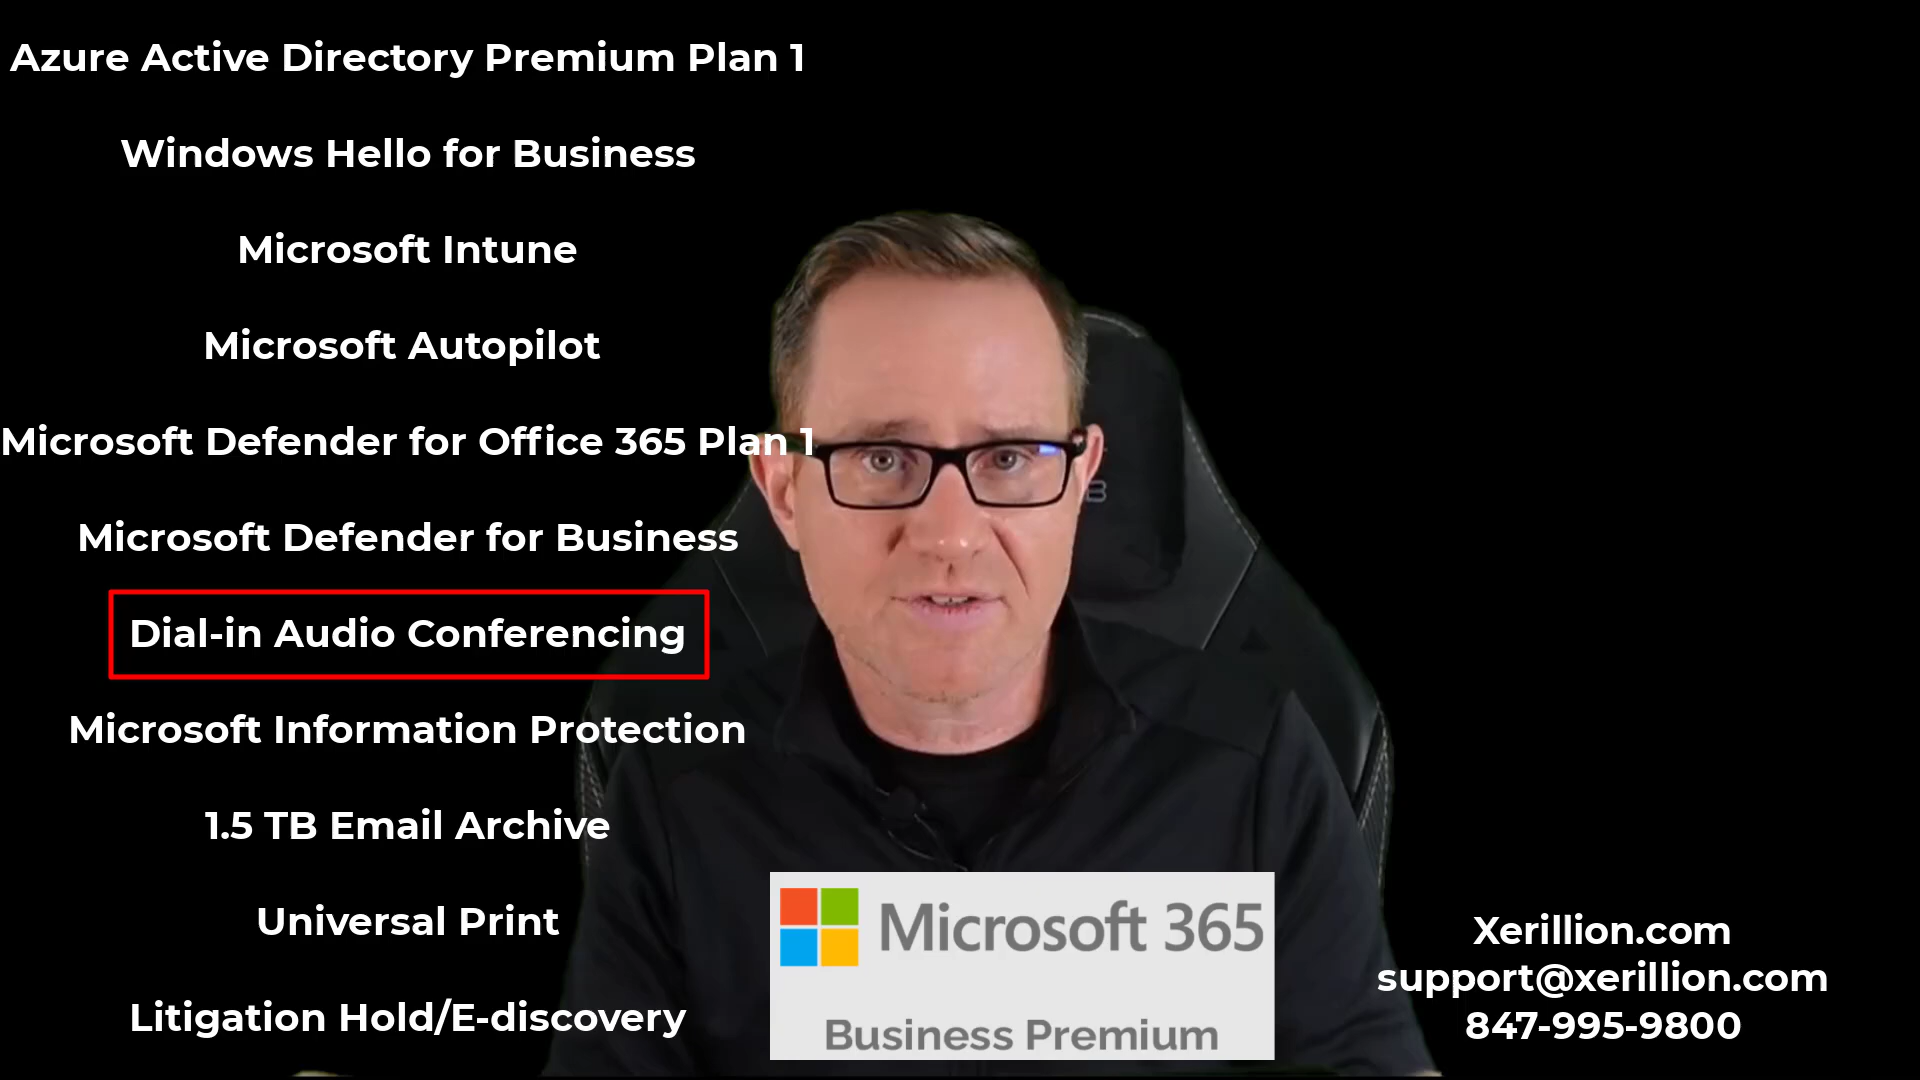 Azure Active Directory Premium Plan 1
Windows Hello for Business
Microsoft Intune
Microsoft Autopilot
Microsoft Defender for Office 365 Plan 1
Microsoft Defender for Business
Dial-in Audio Conferencing
Microsoft Information Protection
1.5 TB Email Archive
Universal Print
Litigation Hold/E-discovery
Microsoft 365
Business Premium
Xerillion.com
support@xerillion.com
847-995-9800